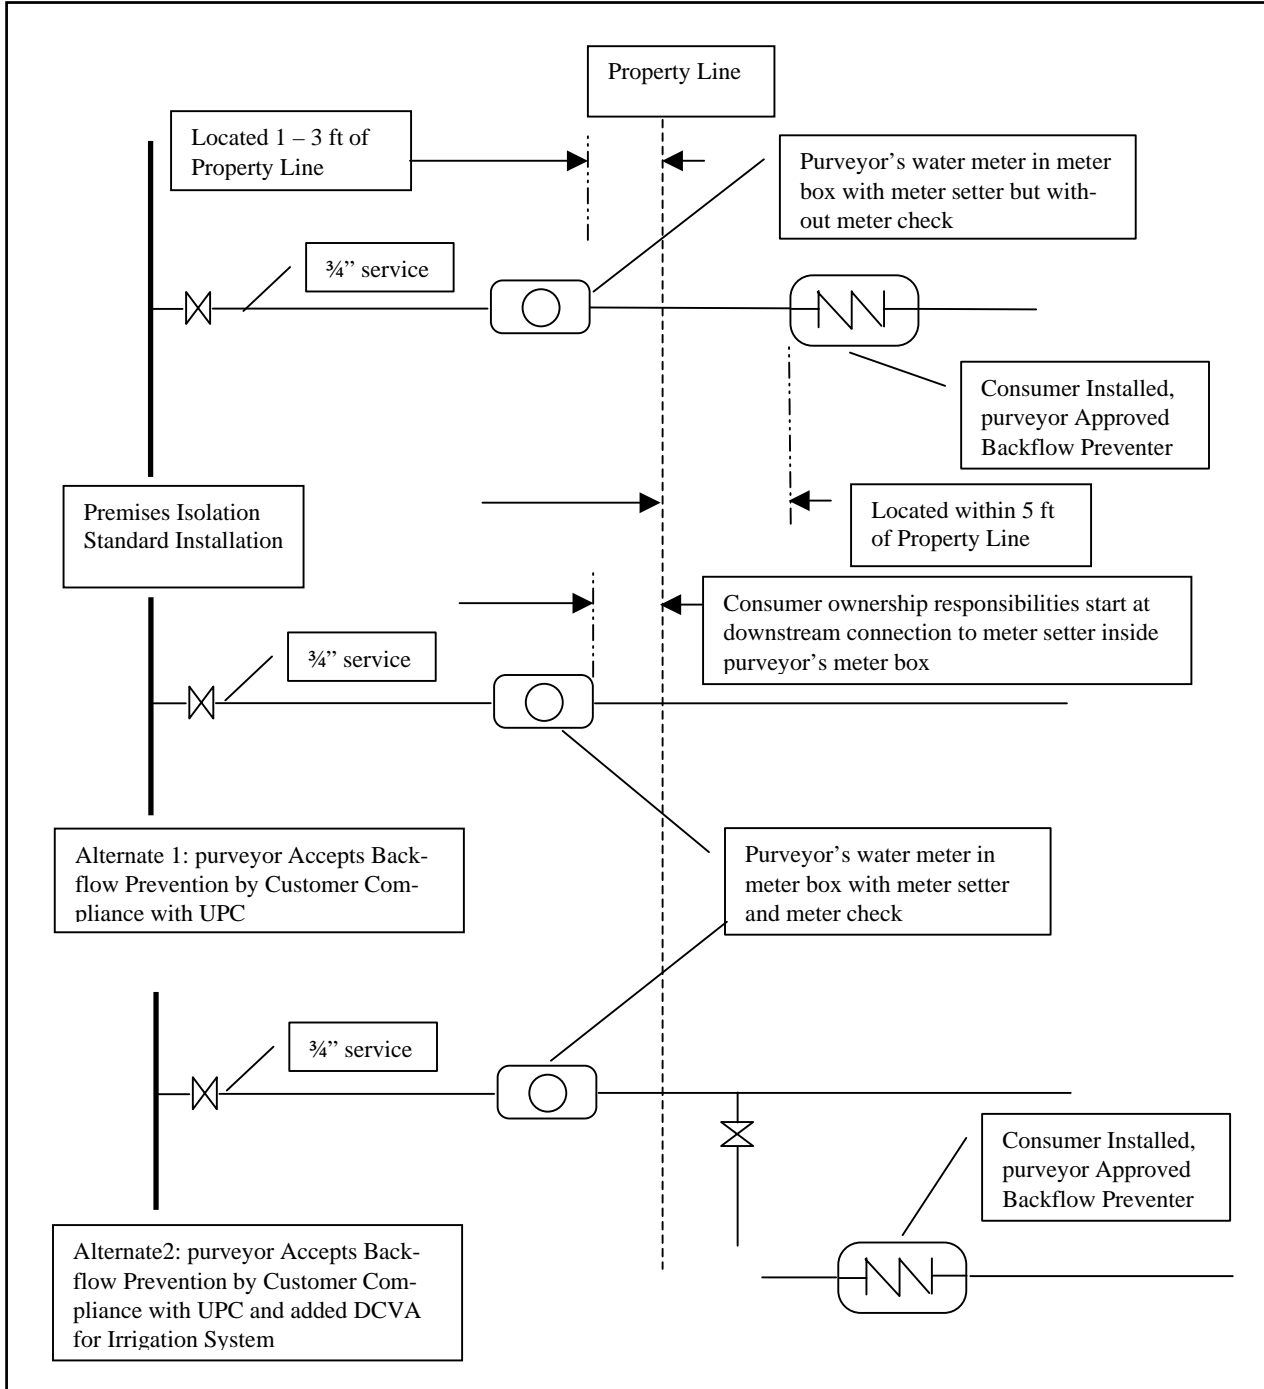 Property Line
Located 1 – 3 ft of
Property Line
Purveyor’s water meter in meter
box with meter setter but with-
out meter check
¾” service
Consumer Installed,
purveyor Approved
Backflow Preventer
Premises Isolation
Standard Installation
Located within 5 ft
of Property Line
Consumer ownership responsibilities start at
downstream connection to meter setter inside
purveyor’s meter box
¾” service
Alternate 1: purveyor Accepts Back-
flow Prevention by Customer Com-
pliance with UPC
Purveyor’s water meter in
meter box with meter setter
and meter check
¾” service
Consumer Installed,
purveyor Approved
Backflow Preventer
Alternate2: purveyor Accepts Back-
flow Prevention by Customer Com-
pliance with UPC and added DCVA
for Irrigation System